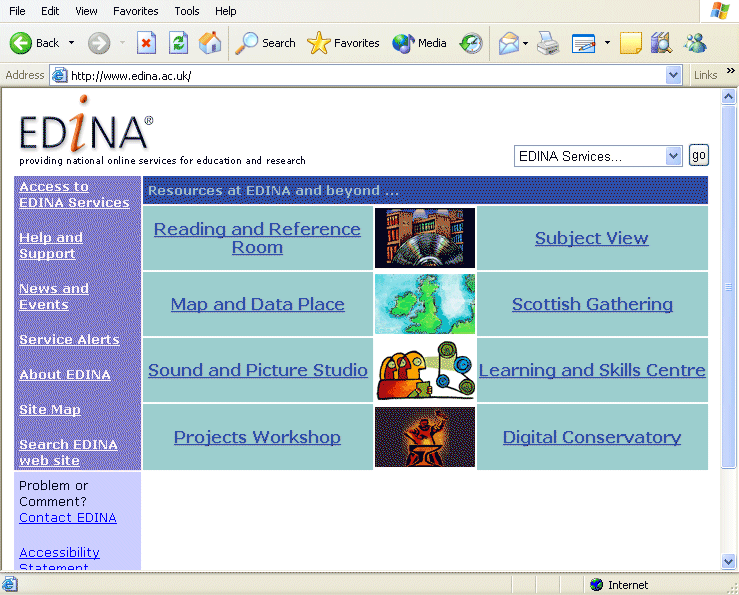 File Edit View Favorites Tools Help
Back Search Favorites Media
Address http://www.edina.ac.uk/ Links »
EDINA®
providing national online services for education and research
EDINA Services... go
Access to
EDINA Services
Help and
Support
News and
Events
Service Alerts
About EDINA
Site Map
Search EDINA
web site
Problem or
Comment?
Contact EDINA
Accessibility
Statement
Resources at EDINA and beyond ...
Reading and Reference
Room
Subject View
Map and Data Place
Scottish Gathering
Sound and Picture Studio
Learning and Skills Centre
Projects Workshop
Digital Conservatory
Internet